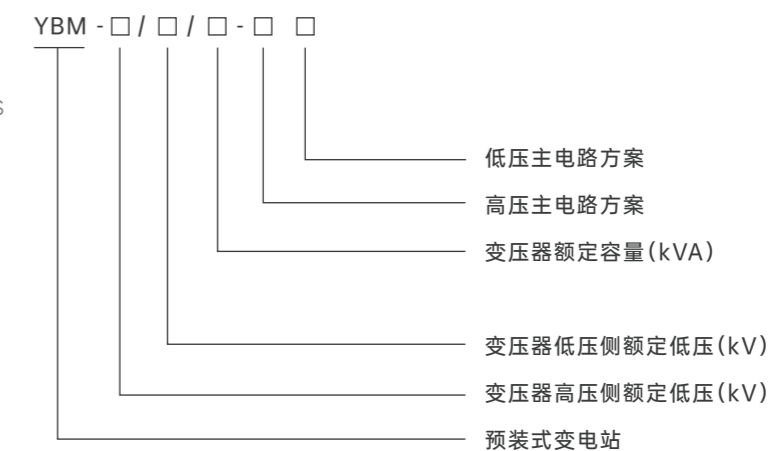 YBM - □ / □ / □ - □ □
s
低压主电路方案
高压主电路方案
变压器额定容量(kVA)
变压器低压侧额定低压(kV)
变压器高压侧额定低压(kV)
预装式变电站